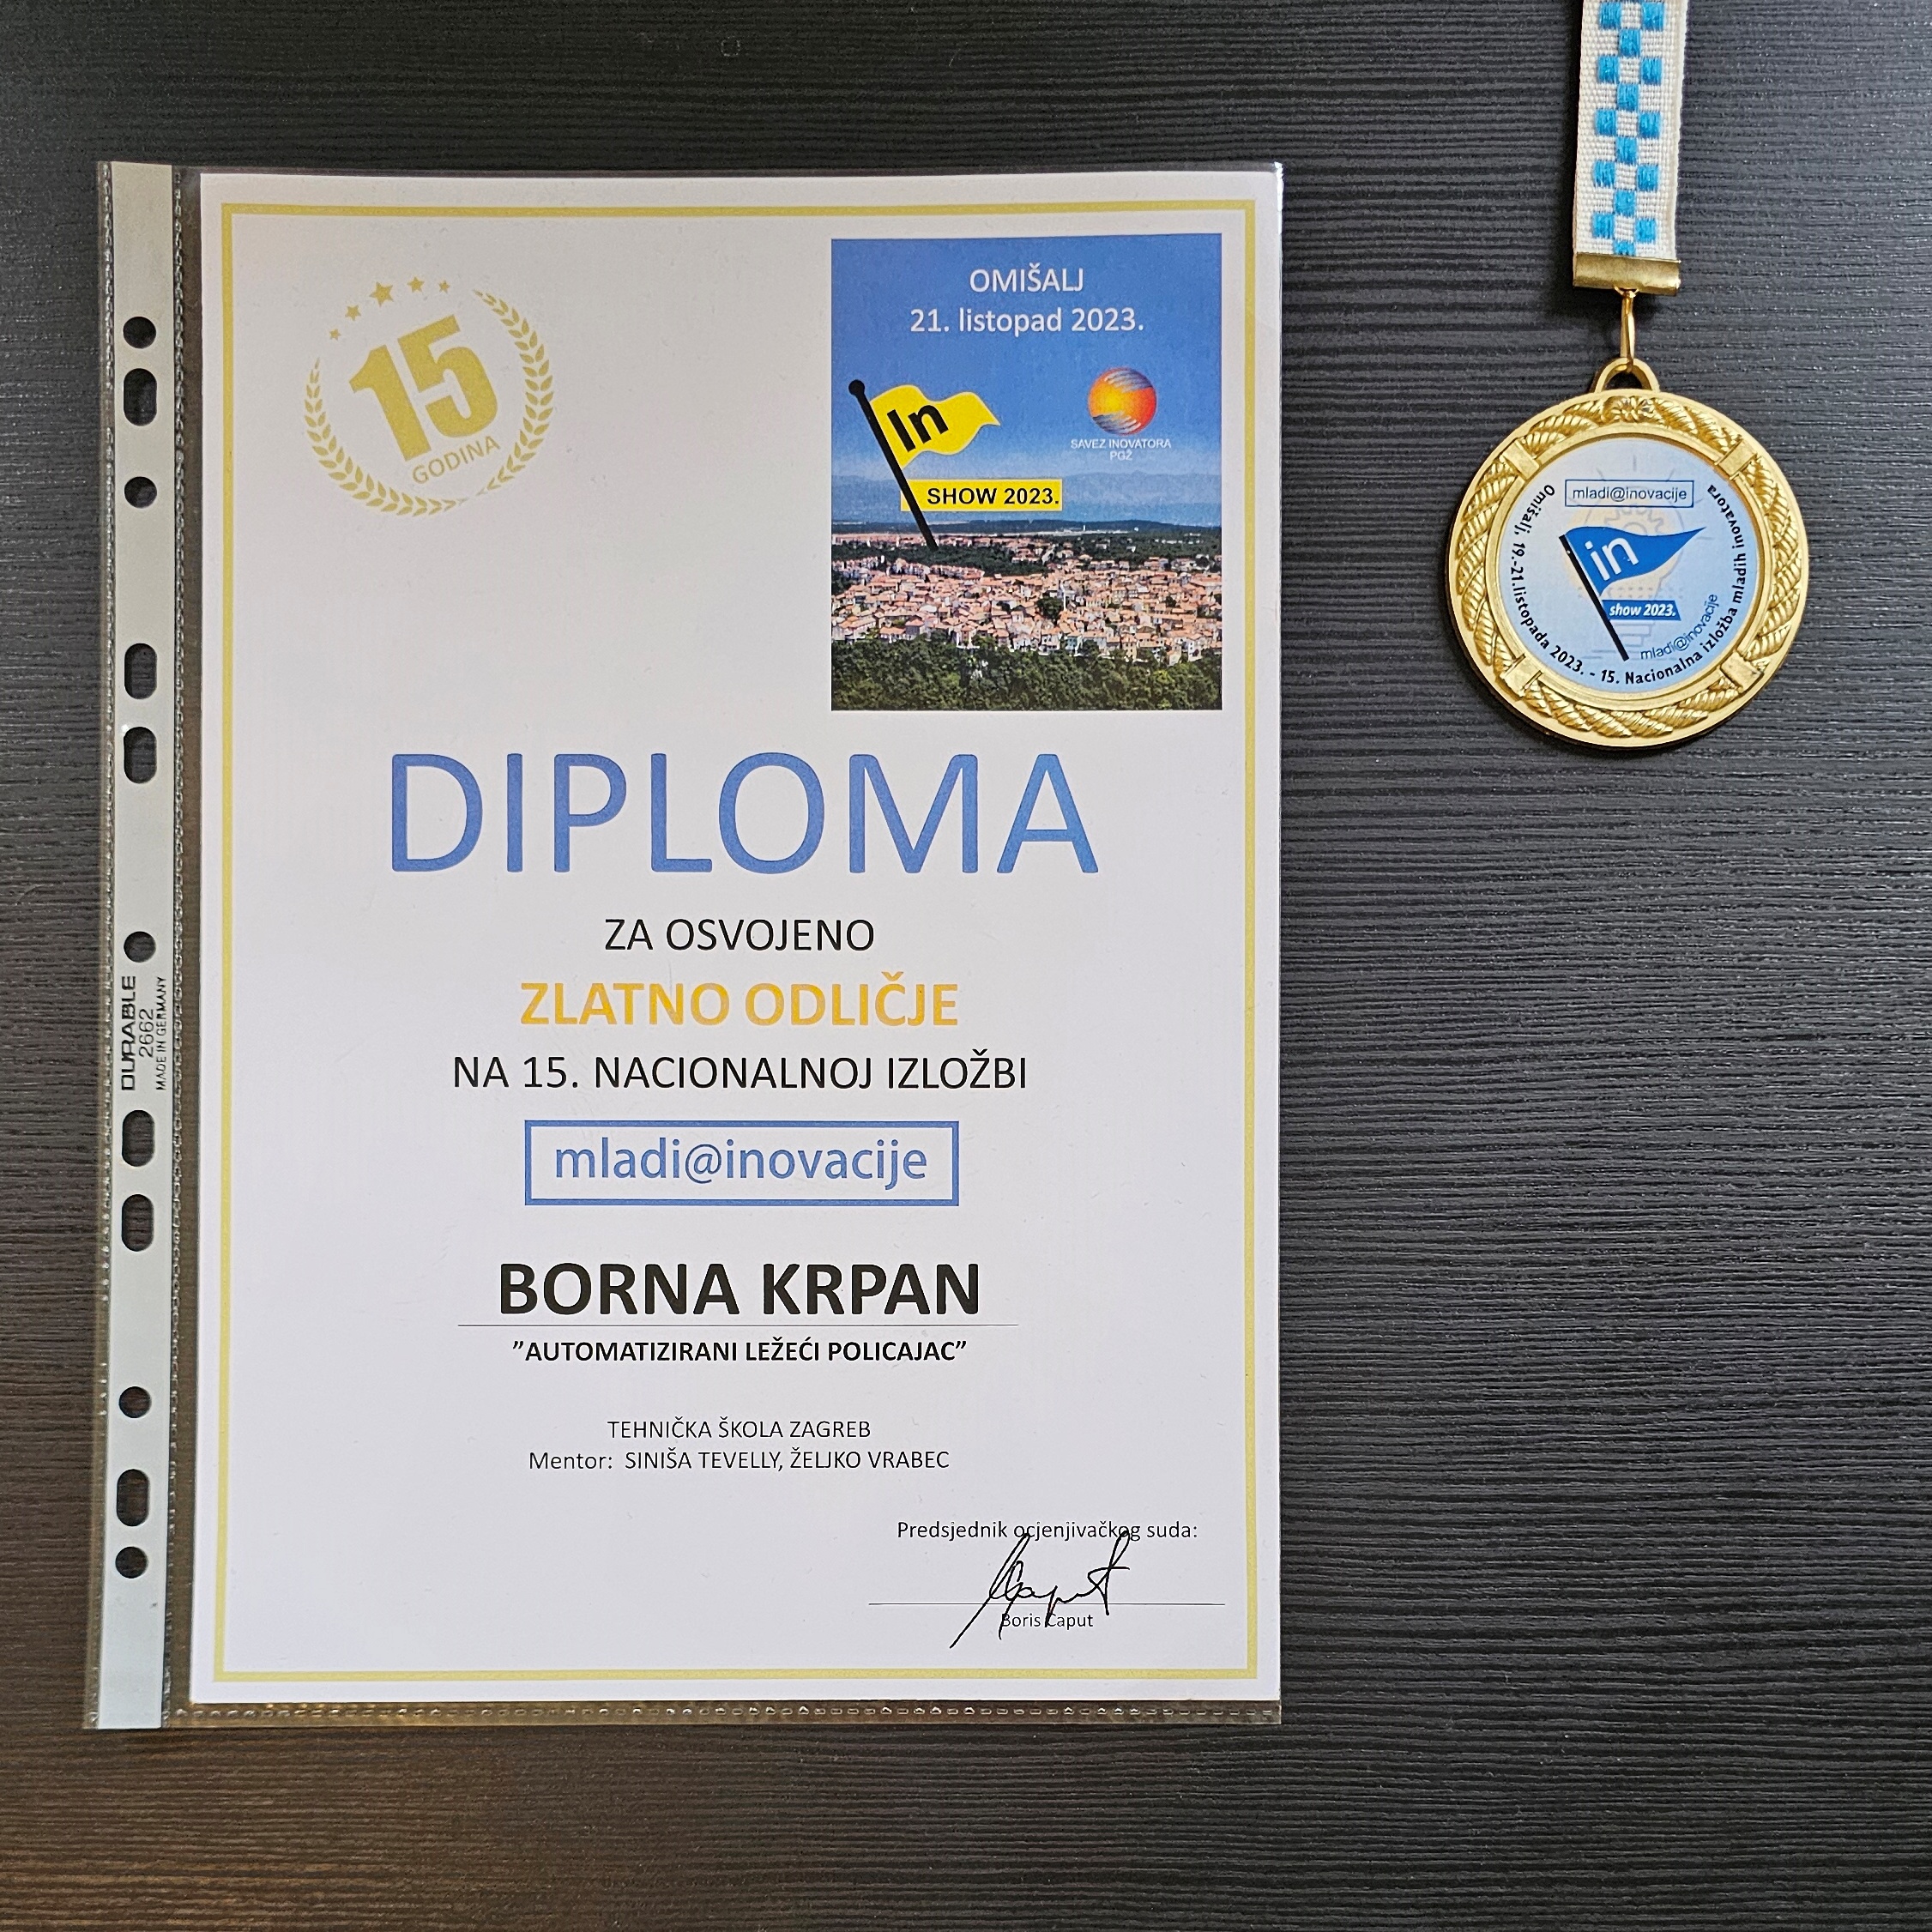 15
GODINA
OMIŠALJ
21. listopad 2023.
In
SHOW 2023.
SAVEZ INOVATORA
PGŽ
DIPLOMA
ZA OSVOJENO
ZLATNO ODLIČJE
NA 15. NACIONALNOJ IZLOŽBI
mladi@inovacije
BORNA KRPAN
”AUTOMATIZIRANI LEŽEĆI POLICAJAC”
TEHNIČKA ŠKOLA ZAGREB
Mentor: SINIŠA TEVELLY, ŽELJKO VRABEC
Predsjednik ocjenjivačkog suda:
Caput
Boris Caput
DURABLE
2662
MADE IN GERMANY
mladi@inovacije
in
show 2023.
mladi@inovacije
Omišalj, 19.-21.listopada 2023. - 15. Nacionalna izložba mladih inovatora